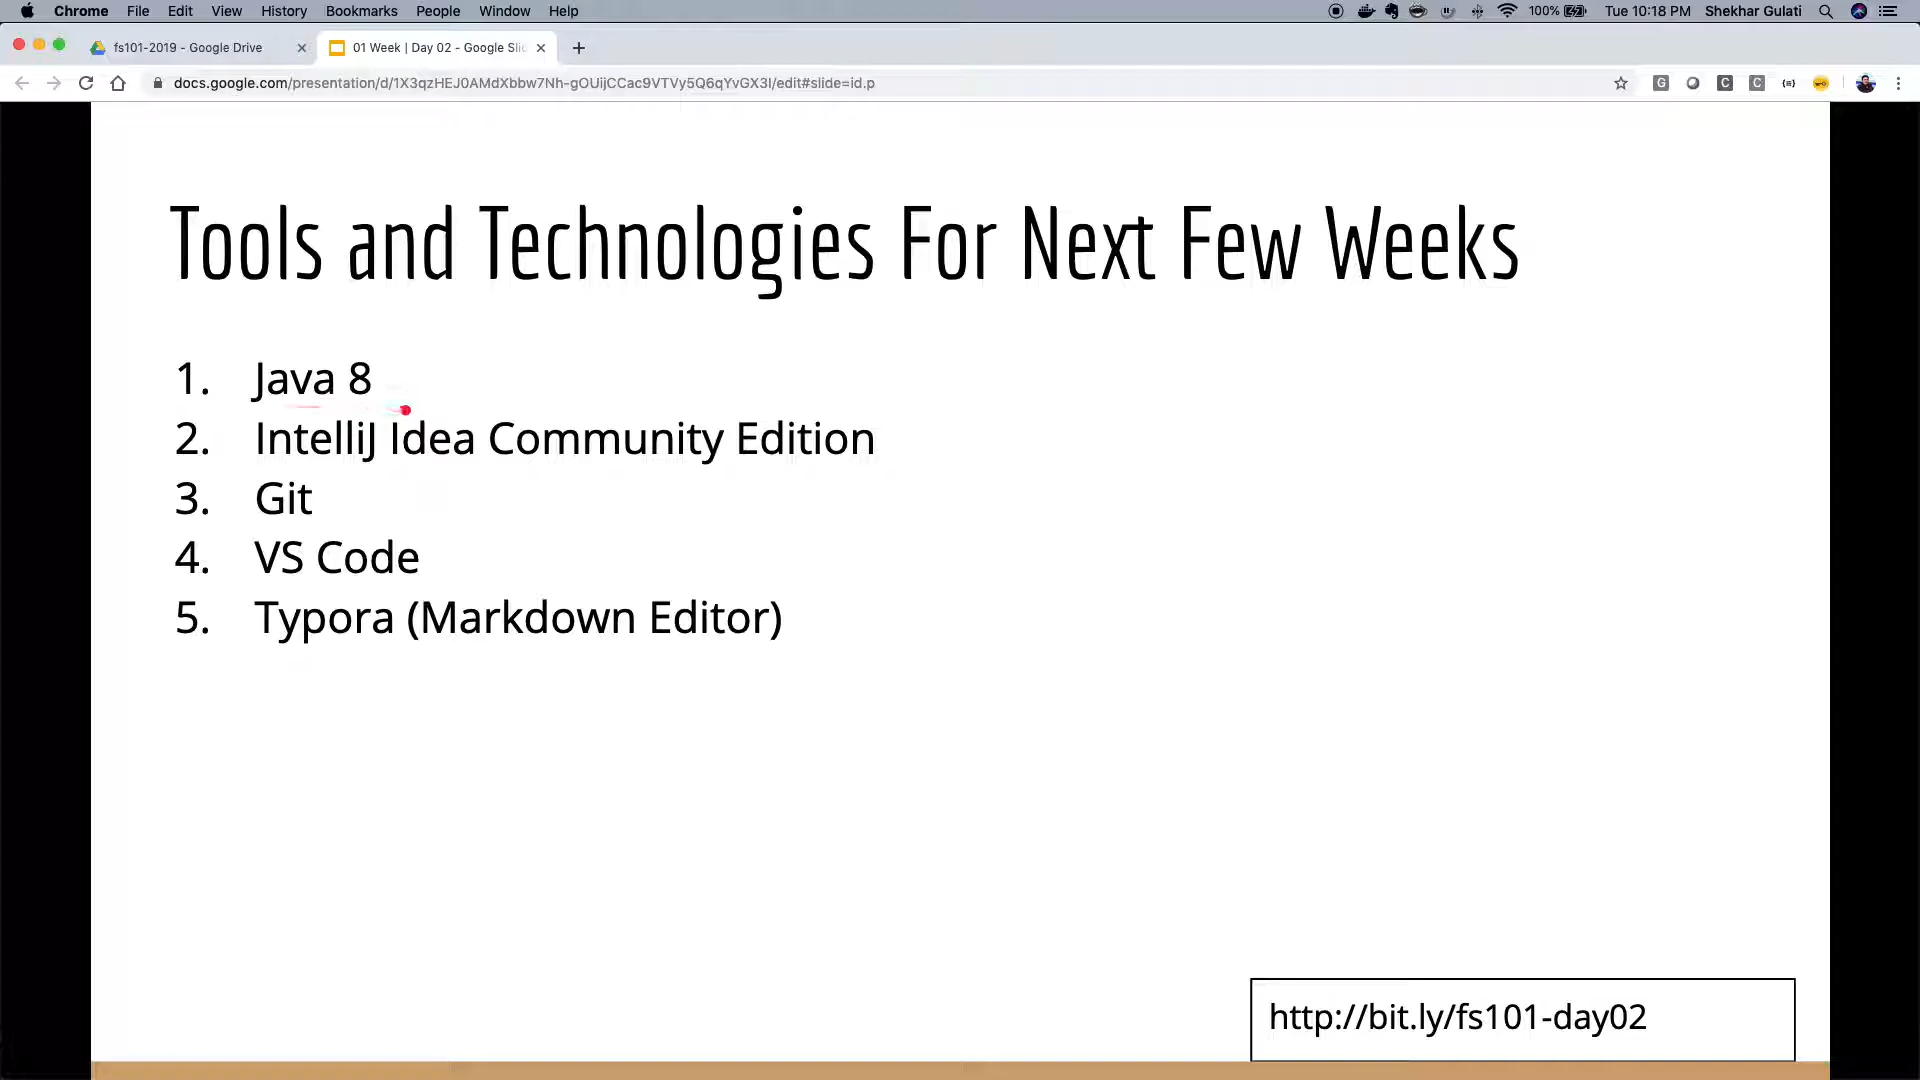 Chrome File Edit View History Bookmarks People Window Help 100% Tue 10:18 PM Shekhar Gulati
fs101-2019 - Google Drive 01 Week | Day 02 - Google Slid
docs.google.com/presentation/d/1X3qzHEJ0AMdXbbw7Nh-gOUijCCac9VTVy5Q6qYvGX3I/edit#slide=id.p
Tools and Technologies For Next Few Weeks
1. Java 8
2. IntelliJ Idea Community Edition
3. Git
4. VS Code
5. Typora (Markdown Editor)
http://bit.ly/fs101-day02